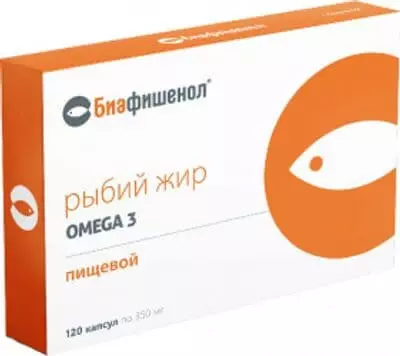 Биафишенол®
рыбий жир
OMEGA 3
пищевой
120 капсул по 350 мг